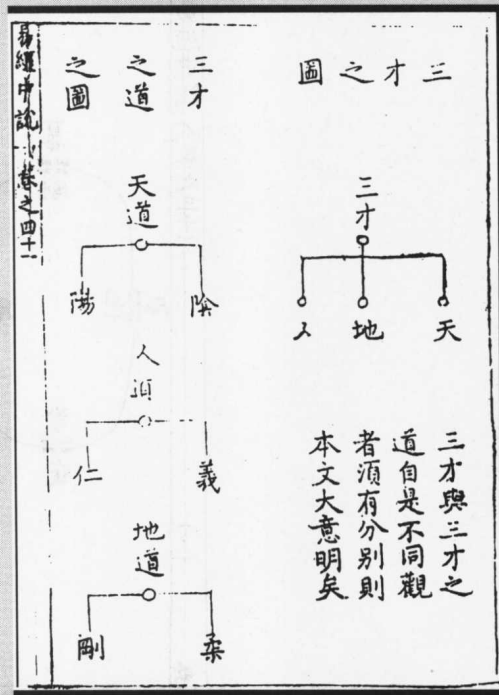 三才之圖
三才
天地人
三才與三才之
道自是不同觀
者須有分别則
本文大意明矣
三才
之道
之圖
天道
陰
陽
人道
義
仁
地道
柔
剛
易經中說
卷之四十一